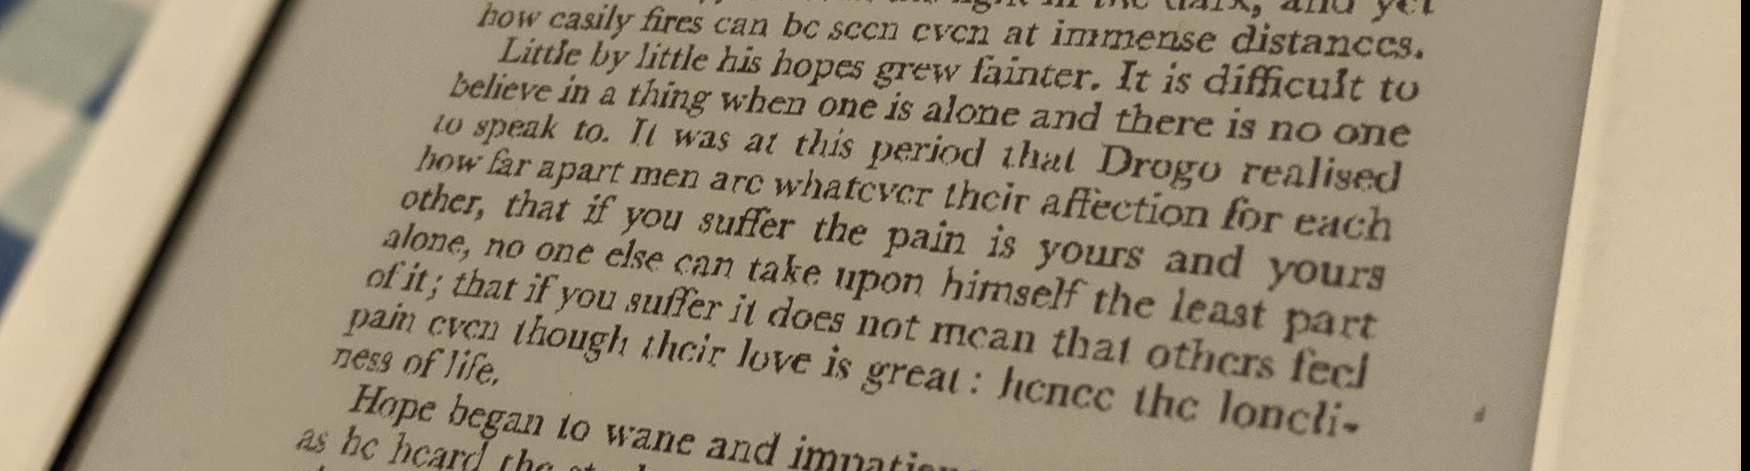 in the dark, and yet
how easily fires can be seen even at immense distances.
Little by little his hopes grew fainter. It is difficult to
believe in a thing when one is alone and there is no one
to speak to. It was at this period that Drogo realised
how far apart men are whatever their affection for each
other, that if you suffer the pain is yours and yours
alone, no one else can take upon himself the least part
of it; that if you suffer it does not mean that others feel
pain even though their love is great: hence the loneli-
ness of life.
Hope began to wane and
as he heard the